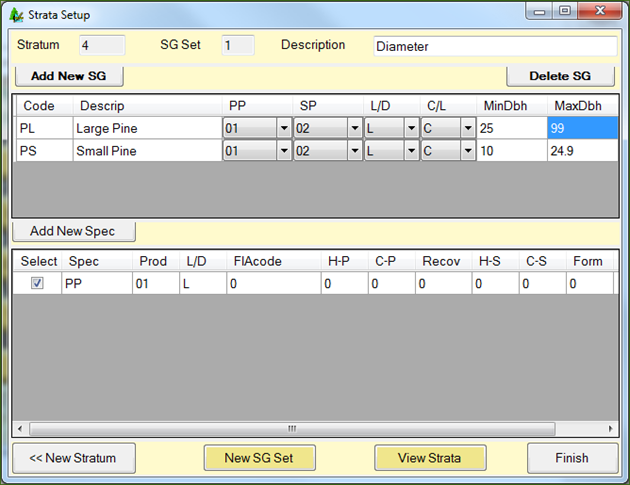 Strata Setup
Stratum 4 SG Set 1 Description Diameter
Add New SG Delete SG
Code Descrip PP SP L/D C/L MinDbh MaxDbh
PL Large Pine 01 02 L C 25 99
PS Small Pine 01 02 L C 10 24.9
Add New Spec
Select Spec Prod L/D FIAcode H-P C-P Recov H-S C-S Form
PP 01 L 0 0 0 0 0 0 0
<< New Stratum New SG Set View Strata Finish